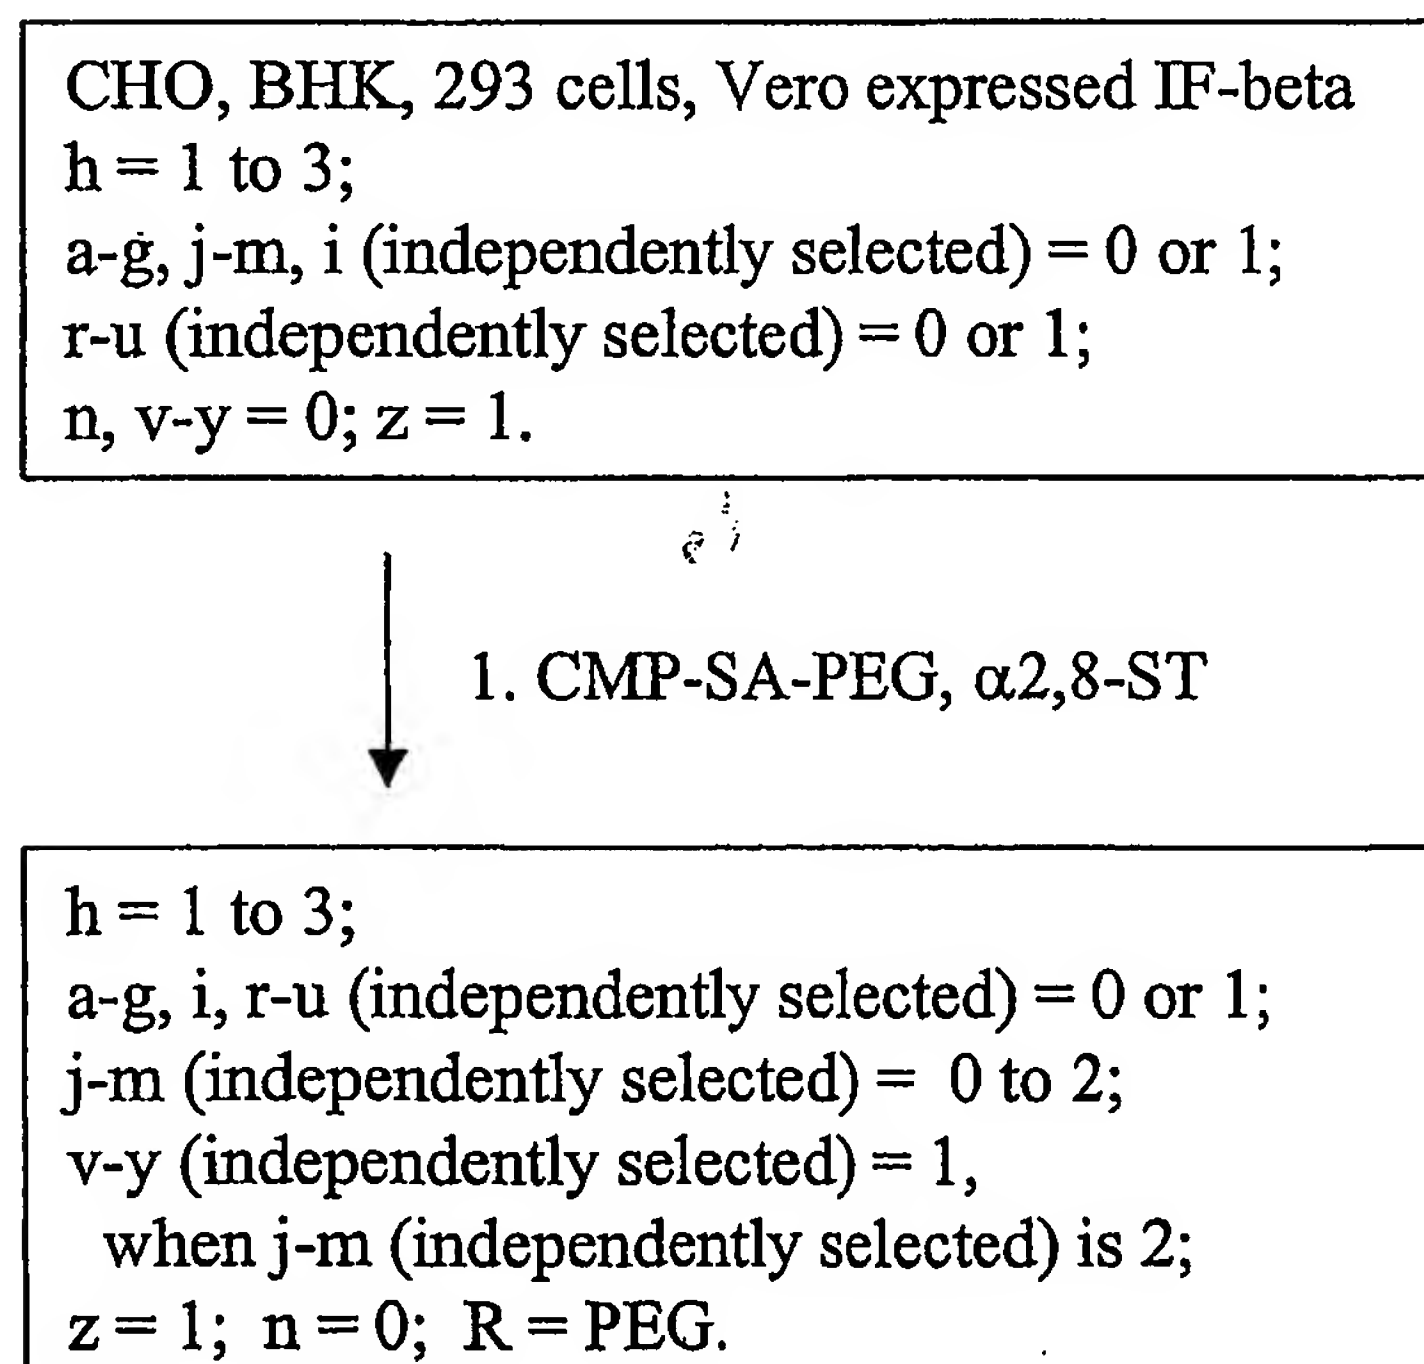 CHO, BHK, 293 cells, Vero expressed IF-beta
h = 1 to 3;
a-g, j-m, i (independently selected) = 0 or 1;
r-u (independently selected) = 0 or 1;
n, v-y = 0; z = 1.
1. CMP-SA-PEG, α2,8-ST
h = 1 to 3;
a-g, i, r-u (independently selected) = 0 or 1;
j-m (independently selected) = 0 to 2;
v-y (independently selected) = 1,
when j-m (independently selected) is 2;
z = 1; n = 0; R = PEG.